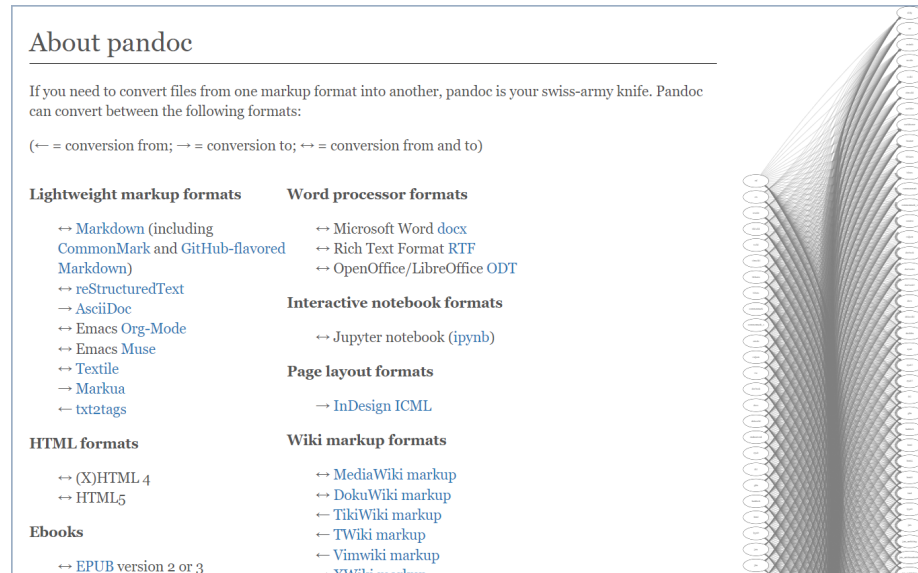 About pandoc
If you need to convert files from one markup format into another, pandoc is your swiss-army knife. Pandoc
can convert between the following formats:
(← = conversion from; → = conversion to; ↔ = conversion from and to)
Lightweight markup formats
↔ Markdown (including
CommonMark and GitHub-flavored
Markdown)
↔ reStructuredText
→ AsciiDoc
↔ Emacs Org-Mode
↔ Emacs Muse
↔ Textile
→ Markua
← txt2tags
HTML formats
↔ (X)HTML 4
↔ HTML5
Ebooks
↔ EPUB version 2 or 3
Word processor formats
↔ Microsoft Word docx
↔ Rich Text Format RTF
↔ OpenOffice/LibreOffice ODT
Interactive notebook formats
↔ Jupyter notebook (ipynb)
Page layout formats
→ InDesign ICML
Wiki markup formats
↔ MediaWiki markup
↔ DokuWiki markup
← TikiWiki markup
← TWiki markup
← Vimwiki markup